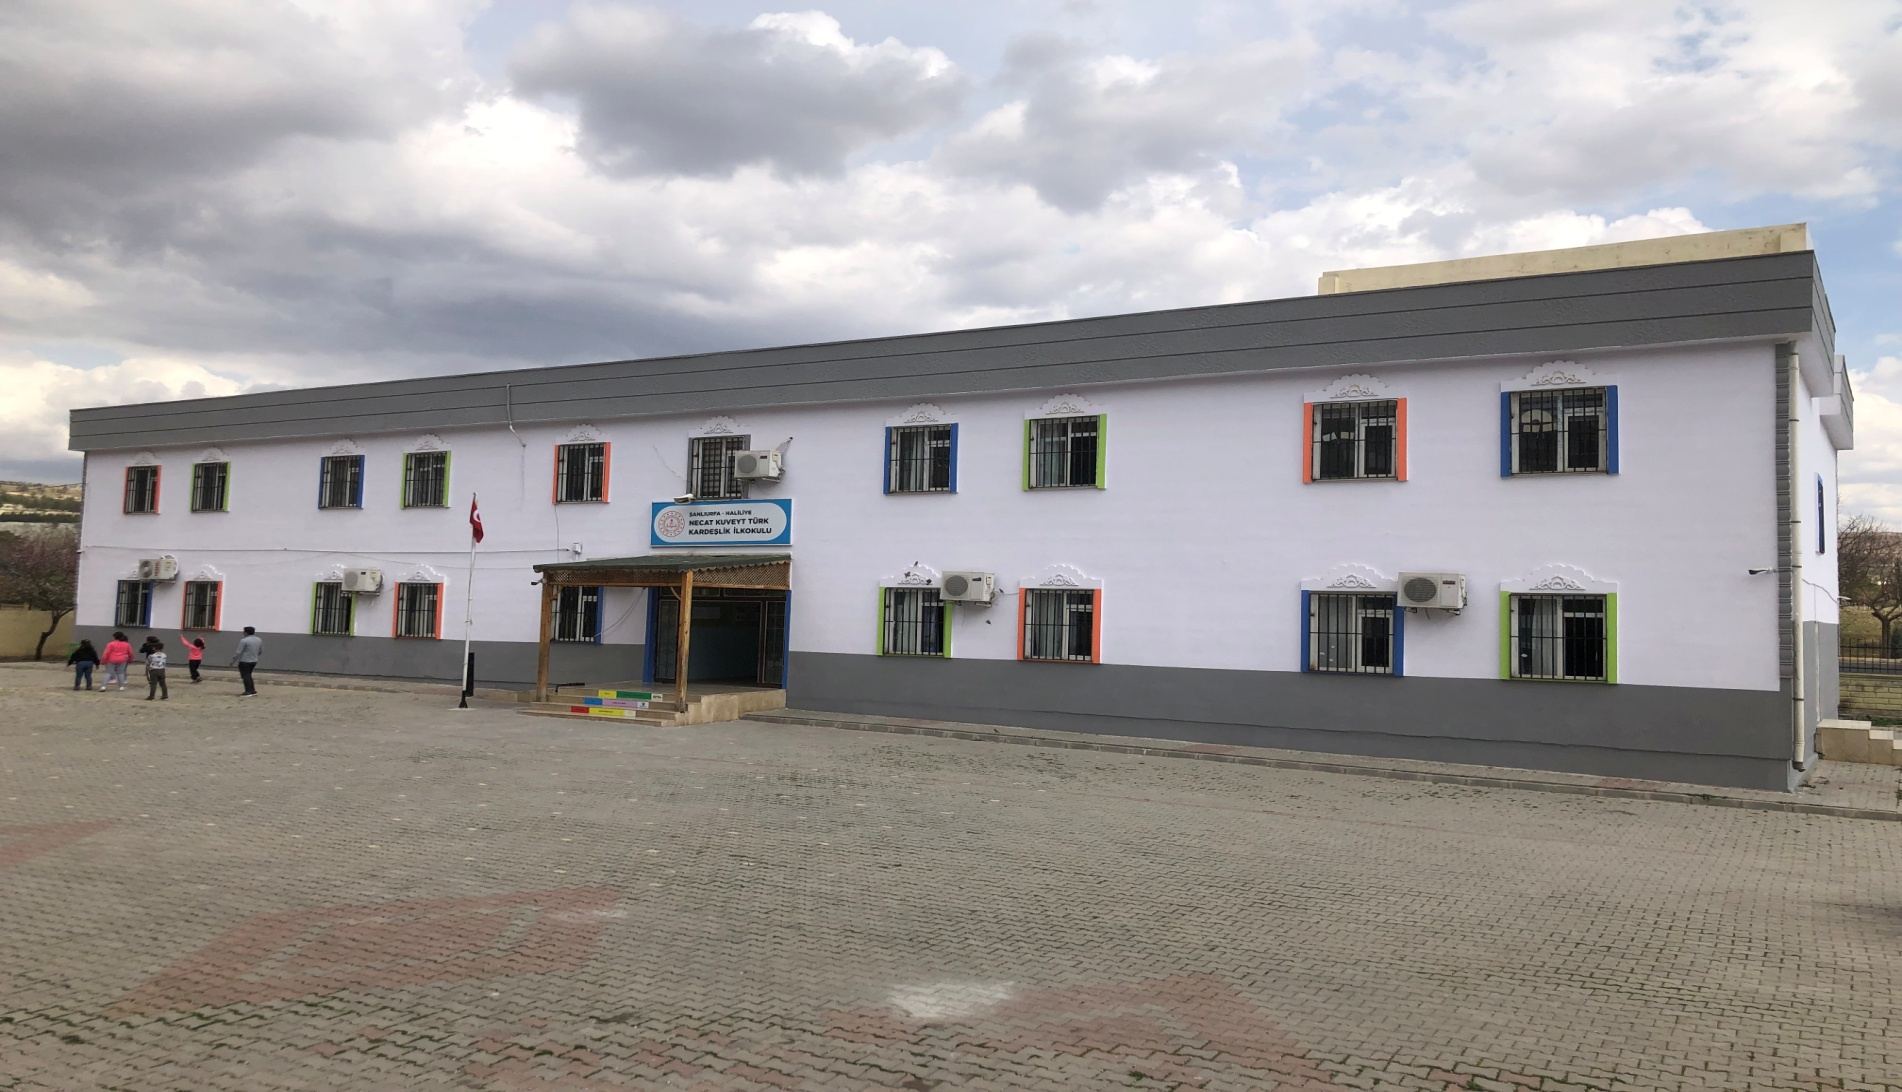 ŞANLIURFA - HALİLİYE
NECAT KUVEYT TÜRK
KARDEŞLİK İLKOKULU